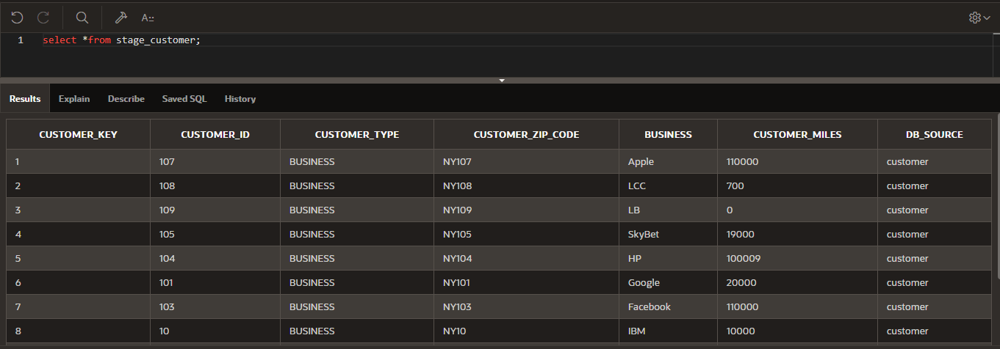 A::
1 select *from stage_customer;
Results Explain Describe Saved SQL History
CUSTOMER_KEY CUSTOMER_ID CUSTOMER_TYPE CUSTOMER_ZIP_CODE BUSINESS CUSTOMER_MILES DB_SOURCE
1 107 BUSINESS NY107 Apple 110000 customer
2 108 BUSINESS NY108 LCC 700 customer
3 109 BUSINESS NY109 LB 0 customer
4 105 BUSINESS NY105 SkyBet 19000 customer
5 104 BUSINESS NY104 HP 100009 customer
6 101 BUSINESS NY101 Google 20000 customer
7 103 BUSINESS NY103 Facebook 110000 customer
8 10 BUSINESS NY10 IBM 10000 customer